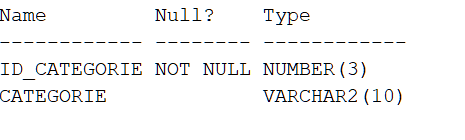 Name         Null?    Type
------------ -------- ------------
ID_CATEGORIE NOT NULL NUMBER(3)
CATEGORIE             VARCHAR2(10)